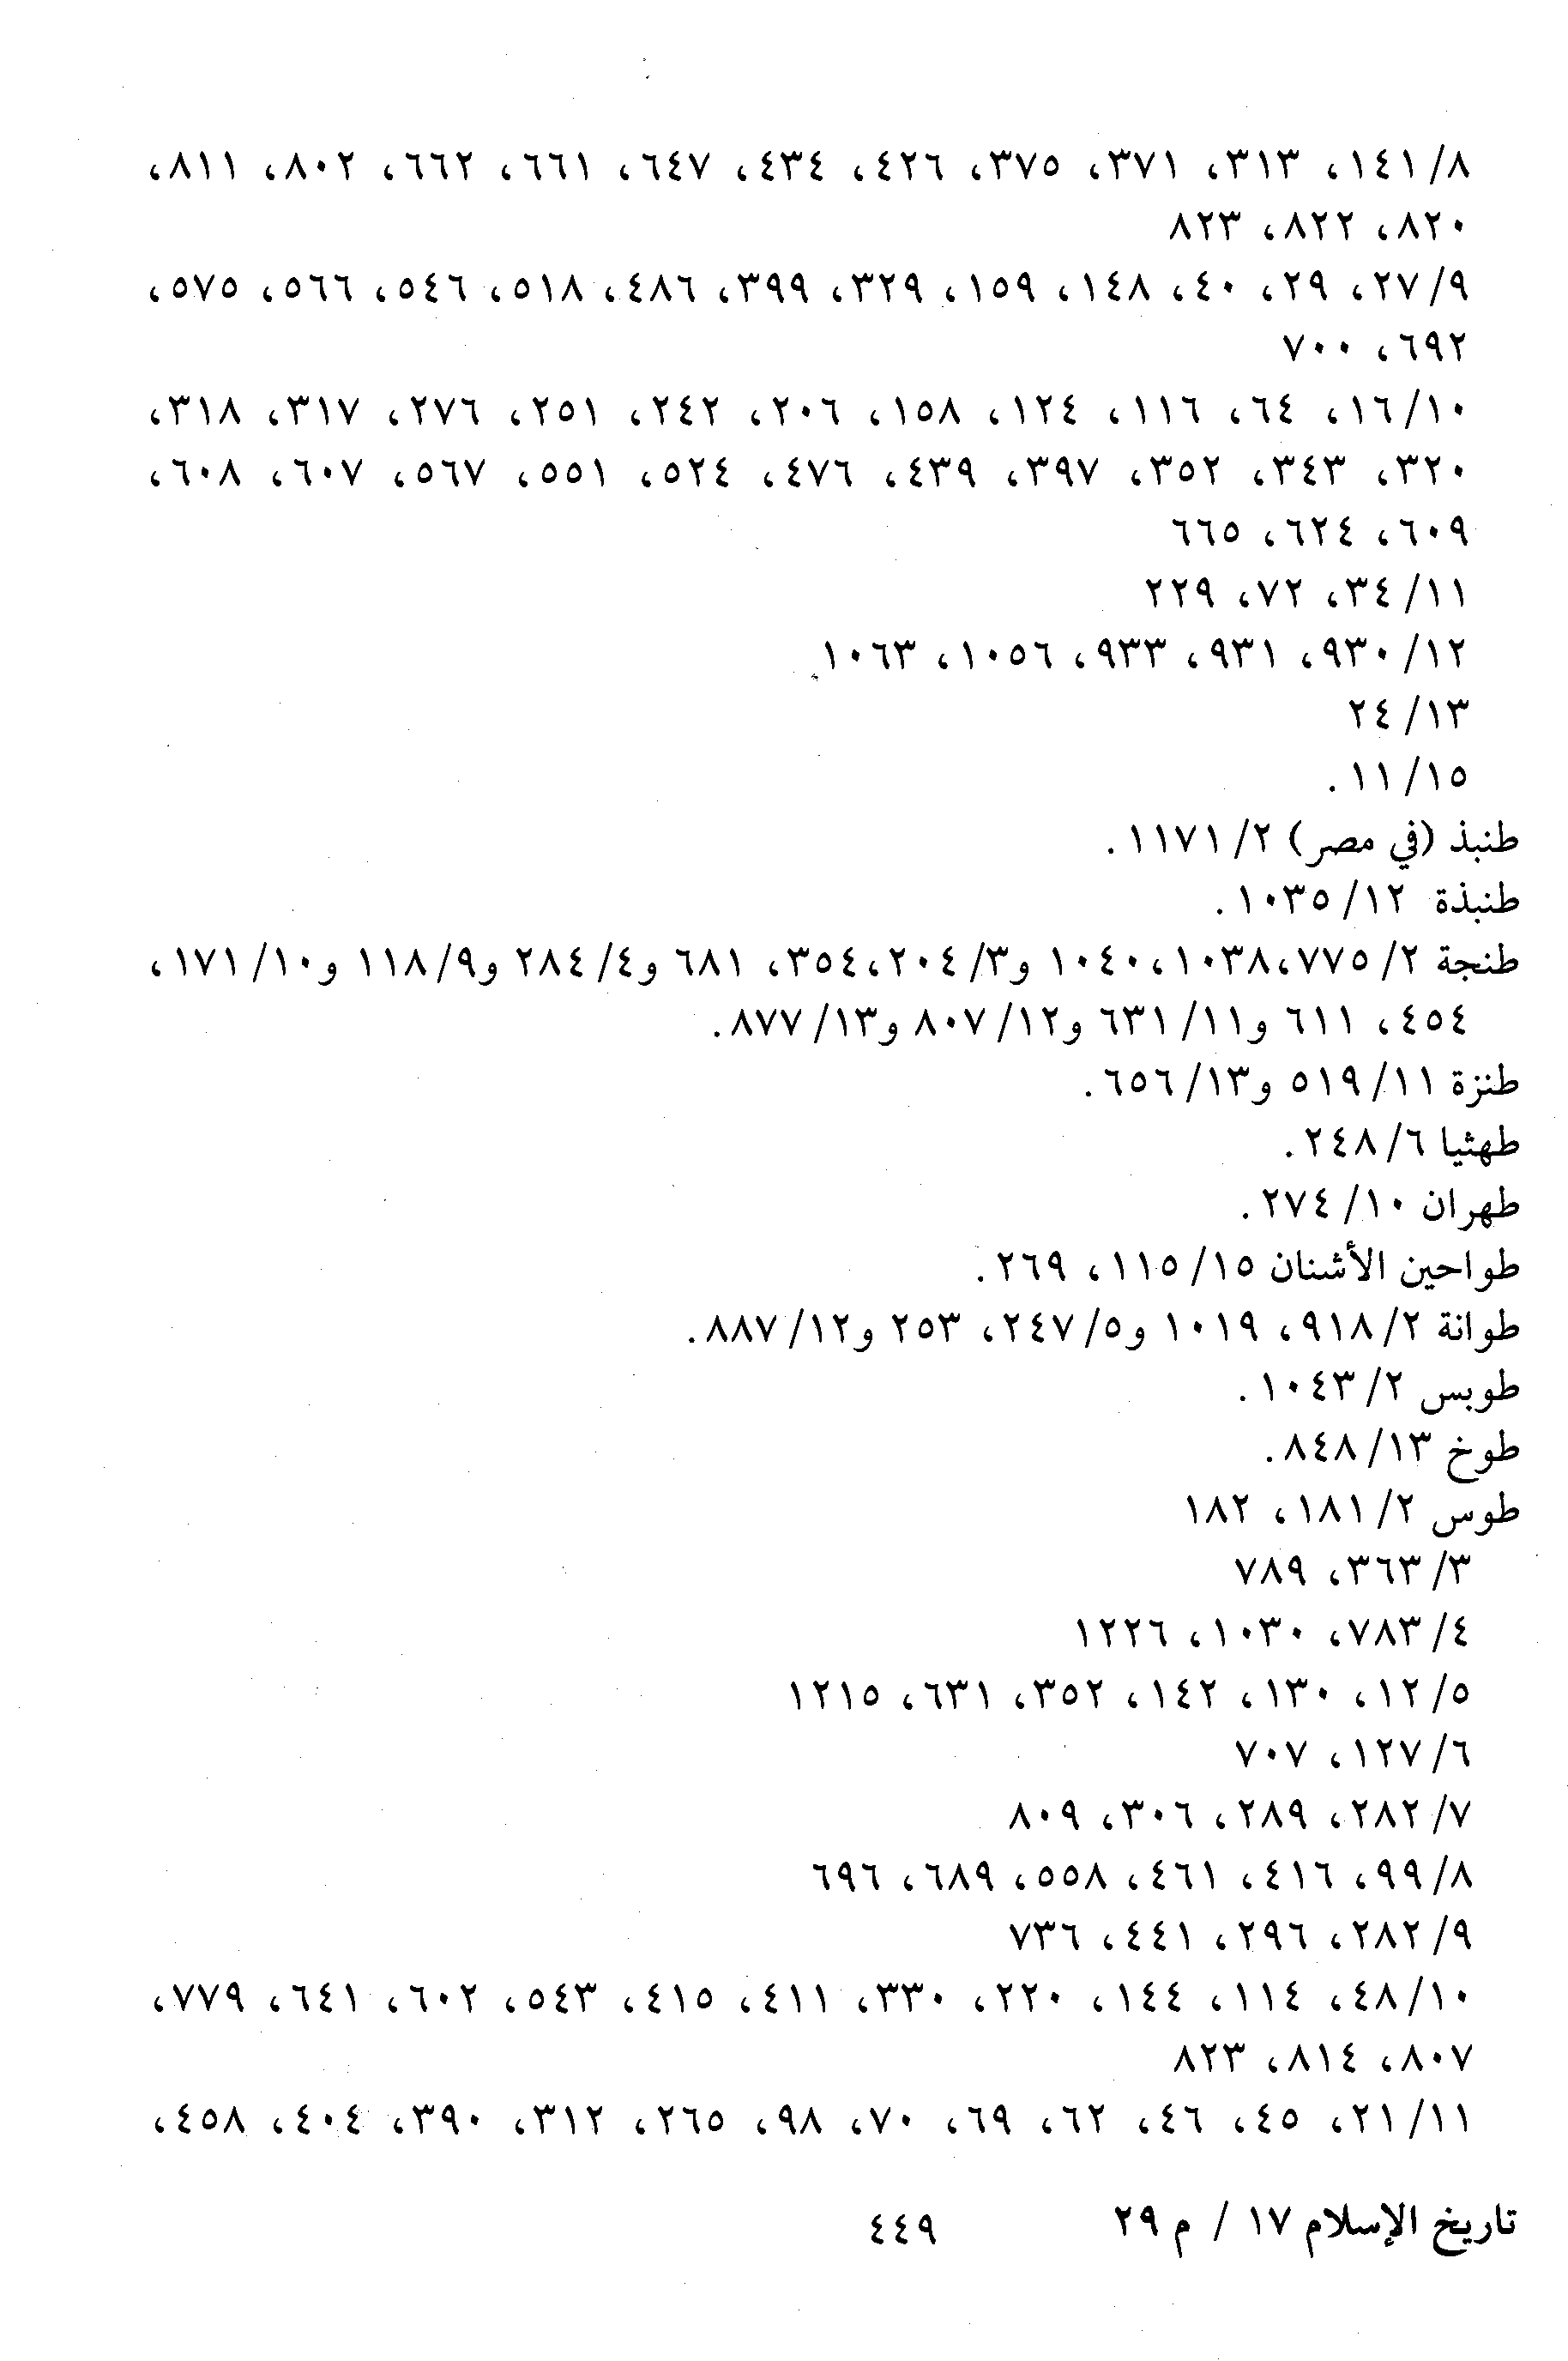 ٨/ ١٤١، ٣١٣، ٣٧١، ٣٧٥، ٤٢٦، ٤٣٤، ٦٤٧، ٦٦١، ٦٦٢، ٨٠٢، ٨١١،
٨٢٠، ٨٢٢، ٨٢٣
٩/ ٢٧، ٢٩، ٤٠، ١٤٨، ١٥٩، ٣٢٩، ٣٩٩، ٤٨٦، ٥١٨، ٥٤٦، ٥٦٦، ٥٧٥،
٦٩٢، ٧٠٠
١٠/ ١٦، ٦٤، ١١٦، ١٢٤، ١٥٨، ٢٠٦، ٢٤٢، ٢٥١، ٢٧٦، ٣١٧، ٣١٨،
٣٢٠، ٣٤٣، ٣٥٢، ٣٩٧، ٤٣٩، ٤٧٦، ٥٢٤، ٥٥١، ٥٦٧، ٦٠٧، ٦٠٨،
٦٠٩، ٦٢٤، ٦٦٥
١١/ ٣٤، ٧٢، ٢٢٩
١٢/ ٩٣٠، ٩٣١، ٩٣٣، ١٠٥٦، ١٠٦٣
١٣/ ٢٤
١٥/ ١١.
طنبذ (في مصر) ٢/ ١١٧١.
طنبذة ١٢/ ١٠٣٥.
طنجة ٢/ ٧٧٥،١٠٣٨،١٠٤٠ و٣/ ٢٠٤،٣٥٤، ٦٨١ و٤/ ٢٨٤ و٩/ ١١٨ و١٠/ ١٧١،
٤٥٤، ٦١١ و١١/ ٦٣١ و١٢/ ٨٠٧ و١٣/ ٨٧٧.
طنزة ١١/ ٥١٩ و١٣/ ٦٥٦.
طهثيا ٦/ ٢٤٨.
طهران ١٠/ ٢٧٤.
طواحين الأشنان ١٥/ ١١٥، ٢٦٩.
طوانة ٢/ ٩١٨، ١٠١٩ و٥/ ٢٤٧، ٢٥٣ و١٢/ ٨٨٧.
طوبس ٢/ ١٠٤٣.
طوخ ١٣/ ٨٤٨.
طوس ٢/ ١٨١، ١٨٢
٣/ ٣٦٣، ٧٨٩
٤/ ٧٨٣، ١٠٣٠، ١٢٢٦
٥/ ١٢، ١٣٠، ١٤٢، ٣٥٢، ٦٣١، ١٢١٥
٦/ ١٢٧، ٧٠٧
٧/ ٢٨٢، ٢٨٩، ٣٠٦، ٨٠٩
٨/ ٩٩، ٤١٦، ٤٦١، ٥٥٨، ٦٨٩، ٦٩٦
٩/ ٢٨٢، ٢٩٦، ٤٤١، ٧٣٦
١٠/ ٤٨، ١١٤، ١٤٤، ٢٢٠، ٣٣٠، ٤١١، ٤١٥، ٥٤٣، ٦٠٢، ٦٤١، ٧٧٩،
٨٠٧، ٨١٤، ٨٢٣
١١/ ٢١، ٤٥، ٤٦، ٦٢، ٦٩، ٧٠، ٩٨، ٢٦٥، ٣١٢، ٣٩٠، ٤٠٤، ٤٥٨،
تاريخ الإسلام ١٧ / م ٢٩ ٤٤٩